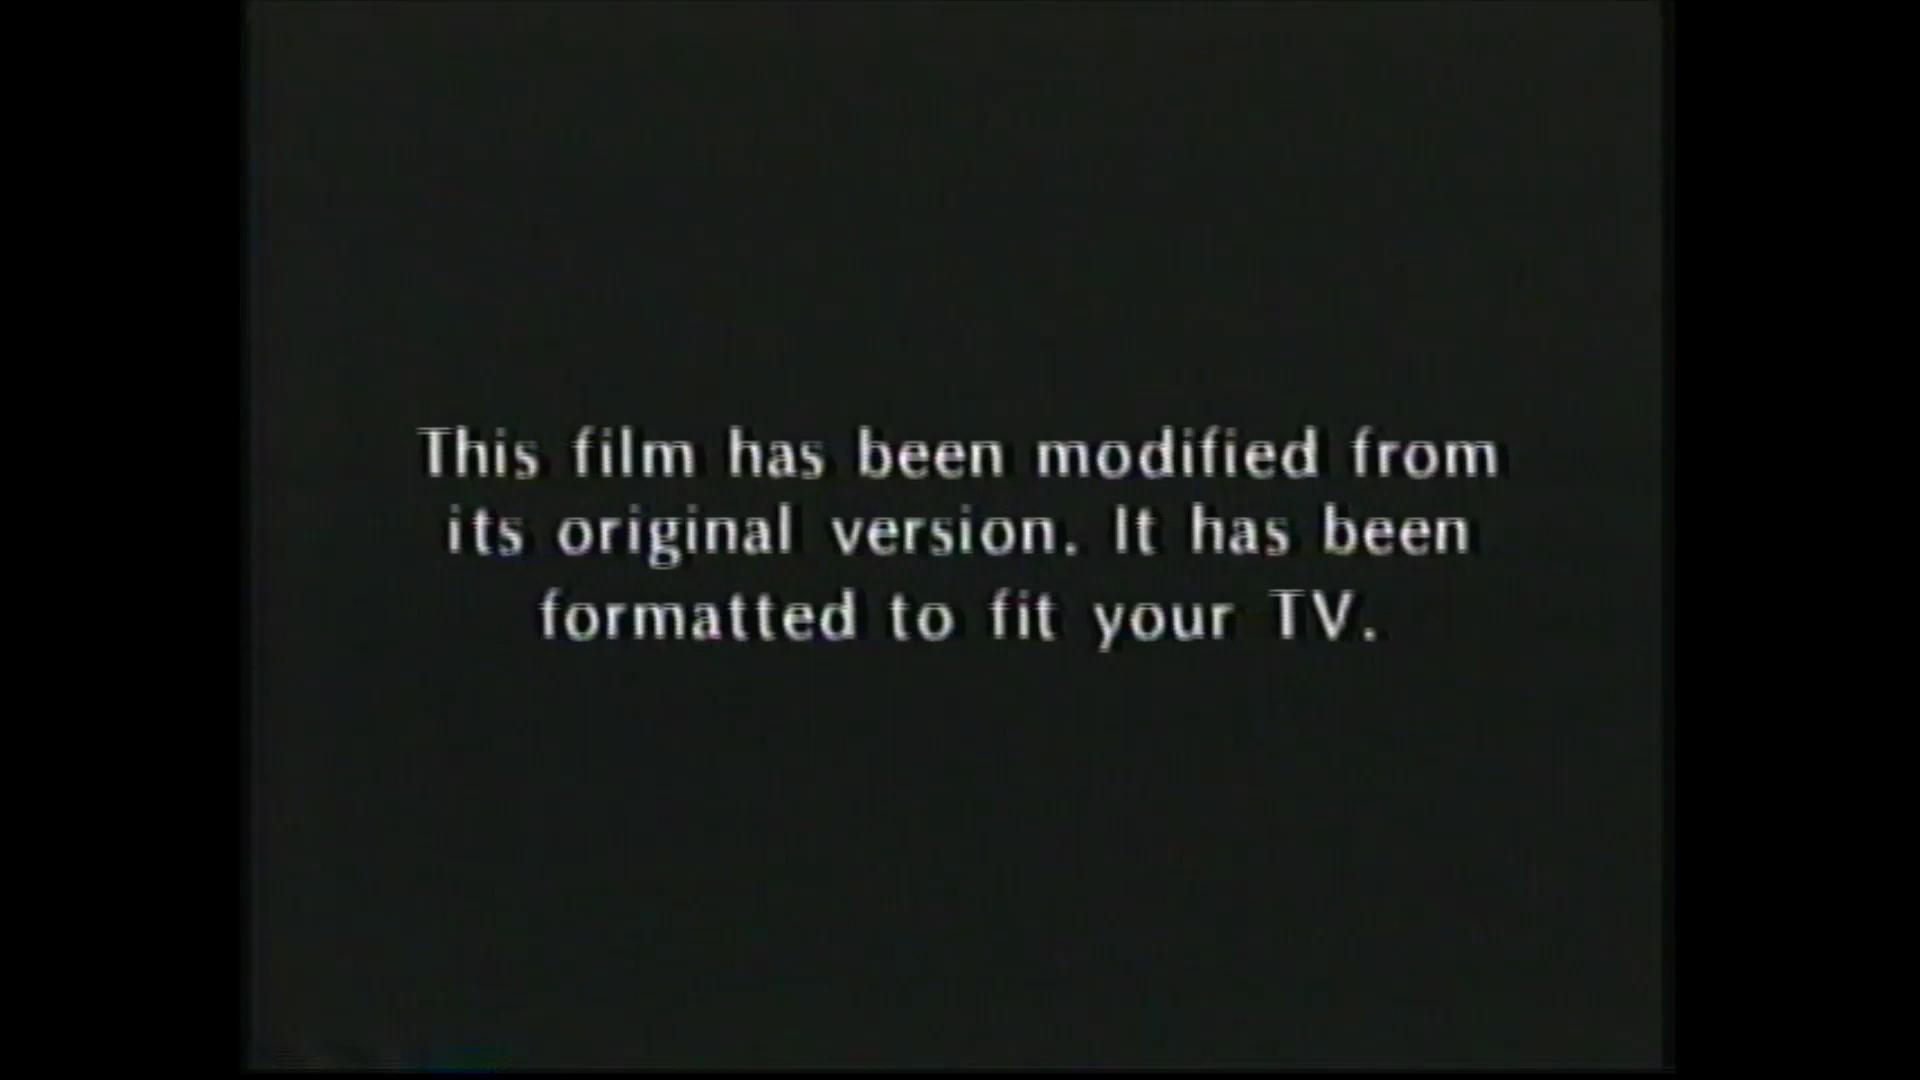 This film has been modified from
its original version. It has been
formatted to fit your TV.